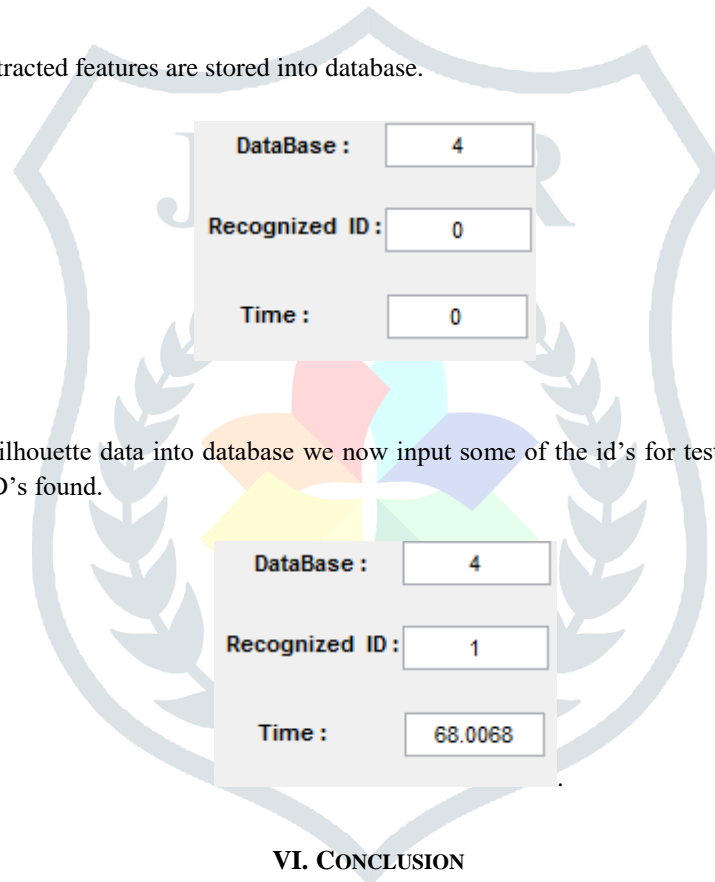 tracted features are stored into database.
DataBase : 4
Recognized ID : 0
Time : 0
ilhouette data into database we now input some of the id’s for test
D’s found.
DataBase : 4
Recognized ID : 1
Time : 68.0068
.
VI. CONCLUSION